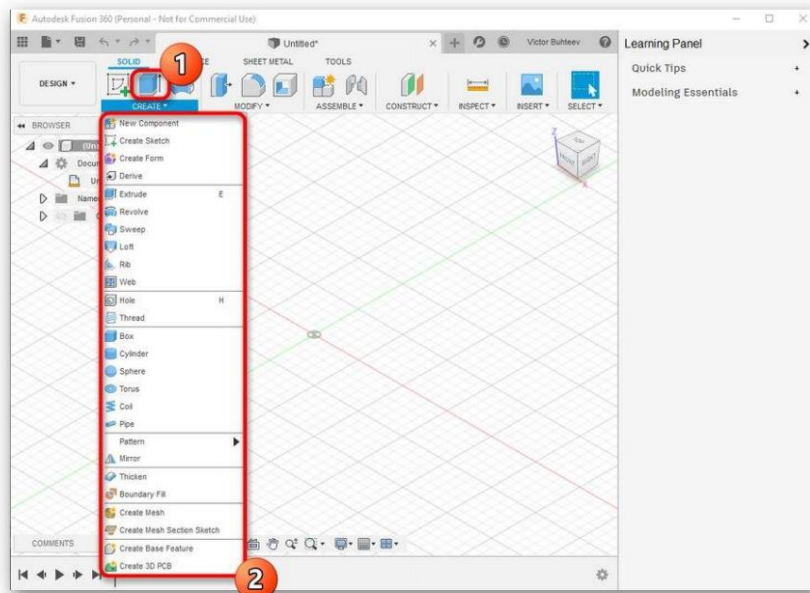 Autodesk Fusion 360 (Personal - Not for Commercial Use)
Untitled*
Victor Buhteev
SOLID
SHEET METAL
TOOLS
1
DESIGN
CREATE
MODIFY
ASSEMBLE
CONSTRUCT
INSPECT
INSERT
SELECT
BROWSER
New Component
Create Sketch
Create Form
Derive
Extrude E
Revolve
Sweep
Loft
Rib
Web
Hole H
Thread
Box
Cylinder
Sphere
Torus
Coil
Pipe
Pattern
Mirror
Thicken
Boundary Fill
Create Mesh
Create Mesh Section Sketch
Create Base Feature
Create 3D PCB
2
COMMENTS
Z
TOP
FRONT
RIGHT
X
Learning Panel
Quick Tips
Modeling Essentials